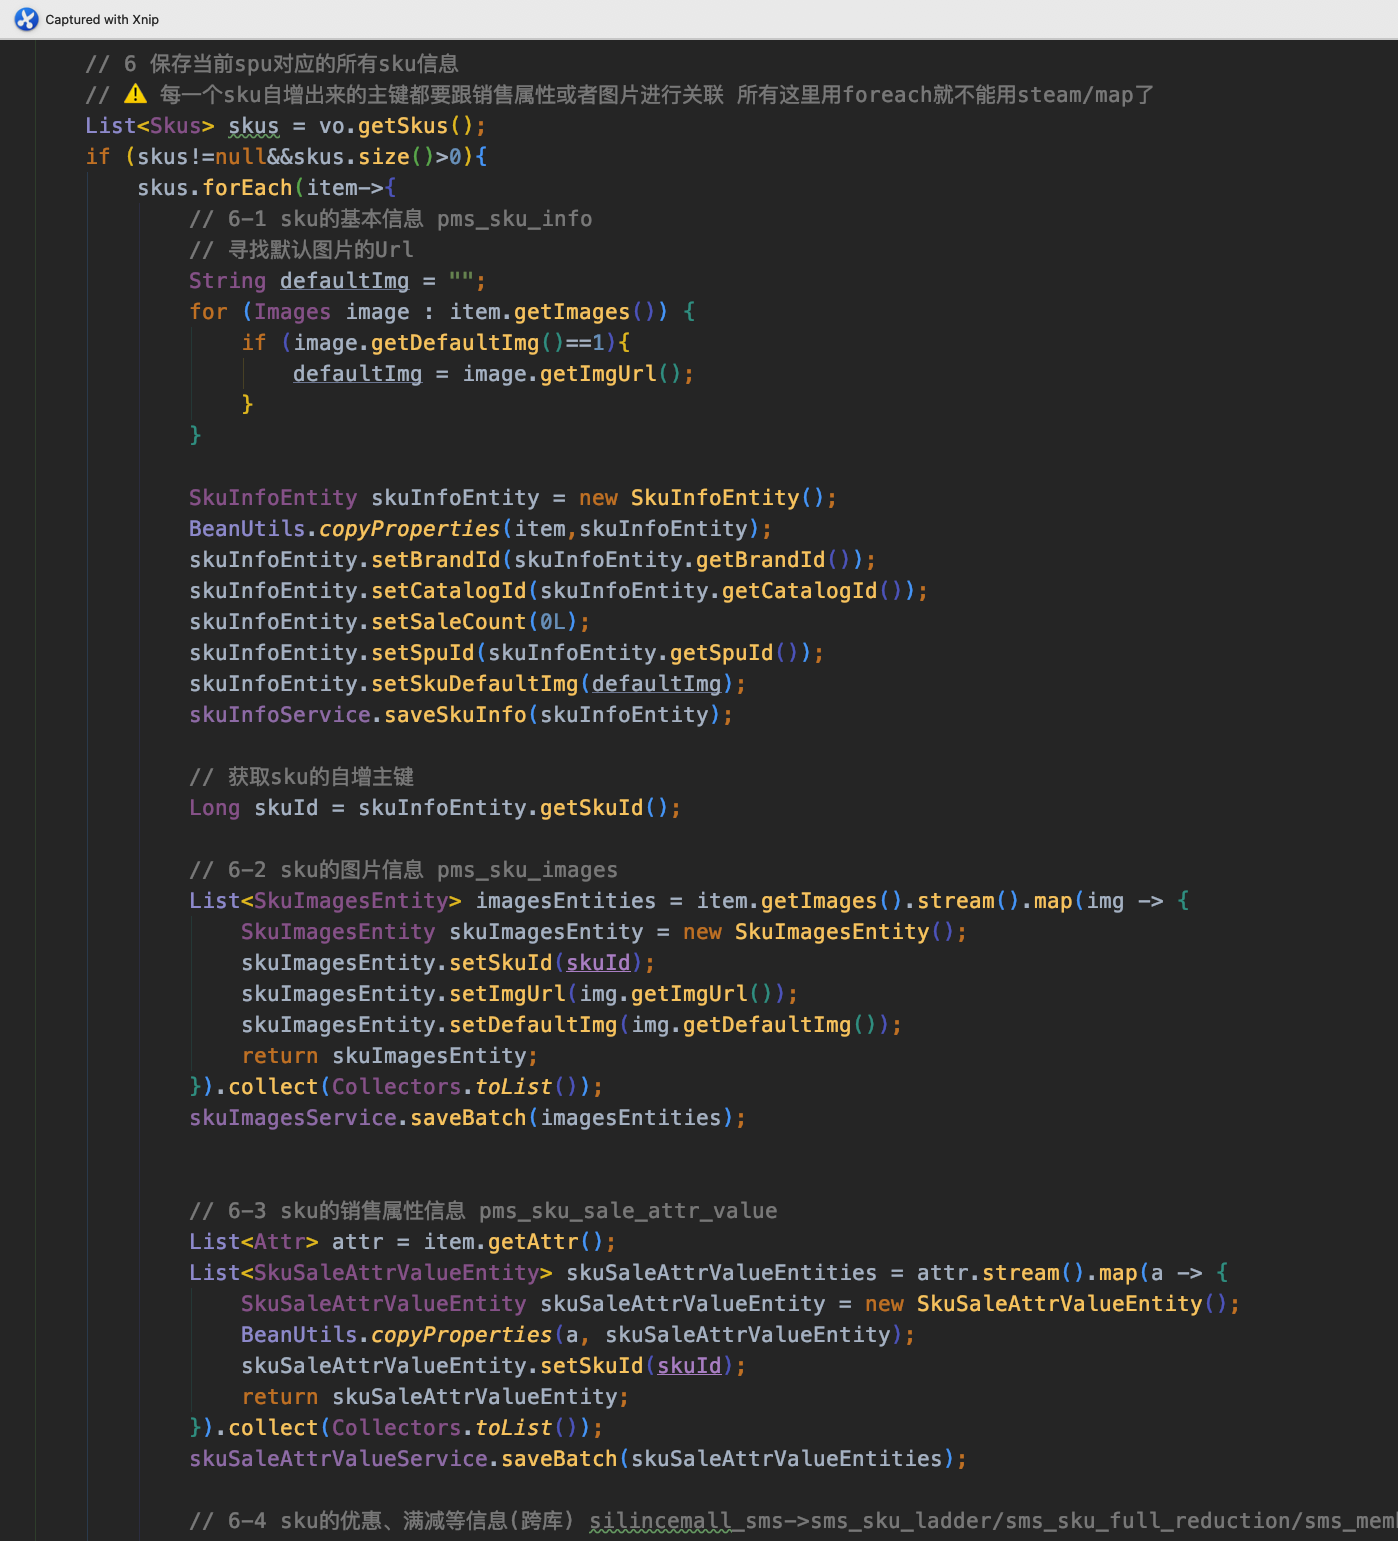 Captured with Xnip
// 6 保存当前spu对应的所有sku信息
// ⚠️ 每一个sku自增出来的主键都要跟销售属性或者图片进行关联 所有这里用foreach就不能用steam/map了
List<Skus> skus = vo.getSkus();
if (skus!=null&&skus.size()>0){
skus.forEach(item->{
// 6-1 sku的基本信息 pms_sku_info
// 寻找默认图片的Url
String defaultImg = "";
for (Images image : item.getImages()) {
if (image.getDefaultImg()==1){
defaultImg = image.getImgUrl();
}
}
SkuInfoEntity skuInfoEntity = new SkuInfoEntity();
BeanUtils.copyProperties(item,skuInfoEntity);
skuInfoEntity.setBrandId(skuInfoEntity.getBrandId());
skuInfoEntity.setCatalogId(skuInfoEntity.getCatalogId());
skuInfoEntity.setSaleCount(0L);
skuInfoEntity.setSpuId(skuInfoEntity.getSpuId());
skuInfoEntity.setSkuDefaultImg(defaultImg);
skuInfoService.saveSkuInfo(skuInfoEntity);
// 获取sku的自增主键
Long skuId = skuInfoEntity.getSkuId();
// 6-2 sku的图片信息 pms_sku_images
List<SkuImagesEntity> imagesEntities = item.getImages().stream().map(img -> {
SkuImagesEntity skuImagesEntity = new SkuImagesEntity();
skuImagesEntity.setSkuId(skuId);
skuImagesEntity.setImgUrl(img.getImgUrl());
skuImagesEntity.setDefaultImg(img.getDefaultImg());
return skuImagesEntity;
}).collect(Collectors.toList());
skuImagesService.saveBatch(imagesEntities);
// 6-3 sku的销售属性信息 pms_sku_sale_attr_value
List<Attr> attr = item.getAttr();
List<SkuSaleAttrValueEntity> skuSaleAttrValueEntities = attr.stream().map(a -> {
SkuSaleAttrValueEntity skuSaleAttrValueEntity = new SkuSaleAttrValueEntity();
BeanUtils.copyProperties(a, skuSaleAttrValueEntity);
skuSaleAttrValueEntity.setSkuId(skuId);
return skuSaleAttrValueEntity;
}).collect(Collectors.toList());
skuSaleAttrValueService.saveBatch(skuSaleAttrValueEntities);
// 6-4 sku的优惠、满减等信息(跨库) silincemall_sms->sms_sku_ladder/sms_sku_full_reduction/sms_mem